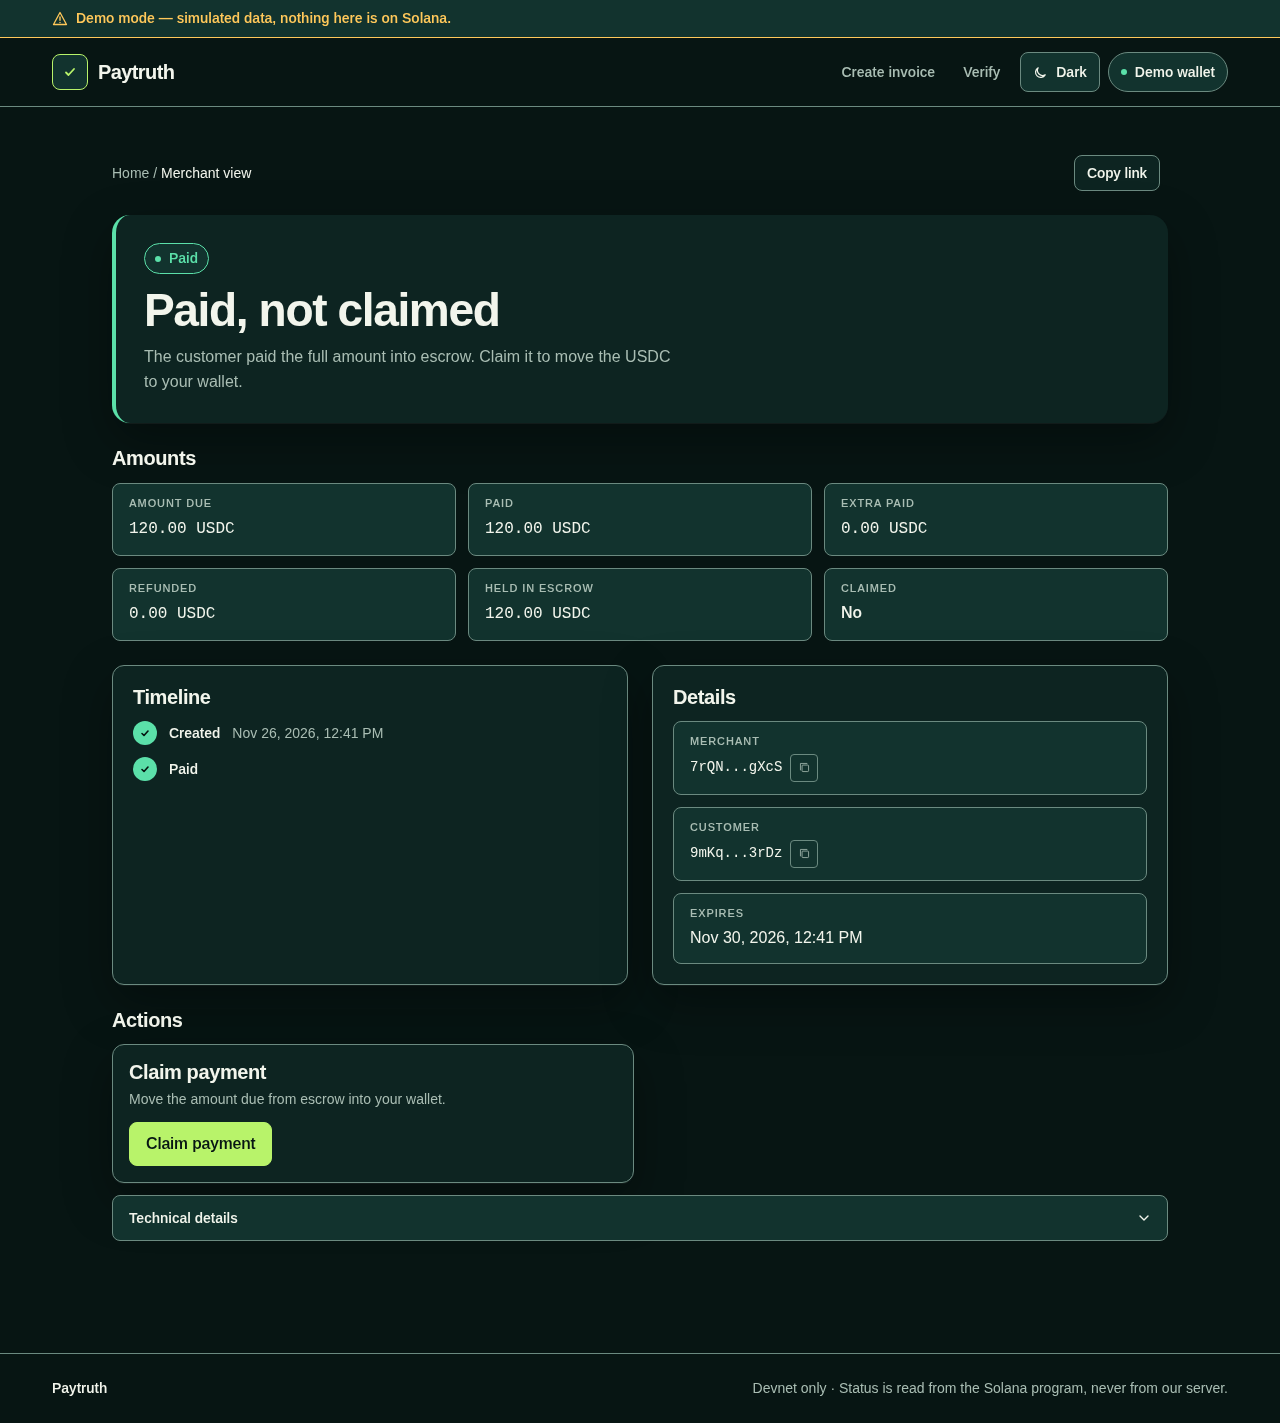 Demo mode — simulated data, nothing here is on Solana.
Paytruth
Create invoice
Verify
Dark
Demo wallet
Home / Merchant view
Copy link
Paid
Paid, not claimed
The customer paid the full amount into escrow. Claim it to move the USDC
to your wallet.
Amounts
AMOUNT DUE
120.00 USDC
PAID
120.00 USDC
EXTRA PAID
0.00 USDC
REFUNDED
0.00 USDC
HELD IN ESCROW
120.00 USDC
CLAIMED
No
Timeline
Created Nov 26, 2026, 12:41 PM
Paid
Details
MERCHANT
7rQN...gXcS
CUSTOMER
9mKq...3rDz
EXPIRES
Nov 30, 2026, 12:41 PM
Actions
Claim payment
Move the amount due from escrow into your wallet.
Claim payment
Technical details
Paytruth
Devnet only · Status is read from the Solana program, never from our server.